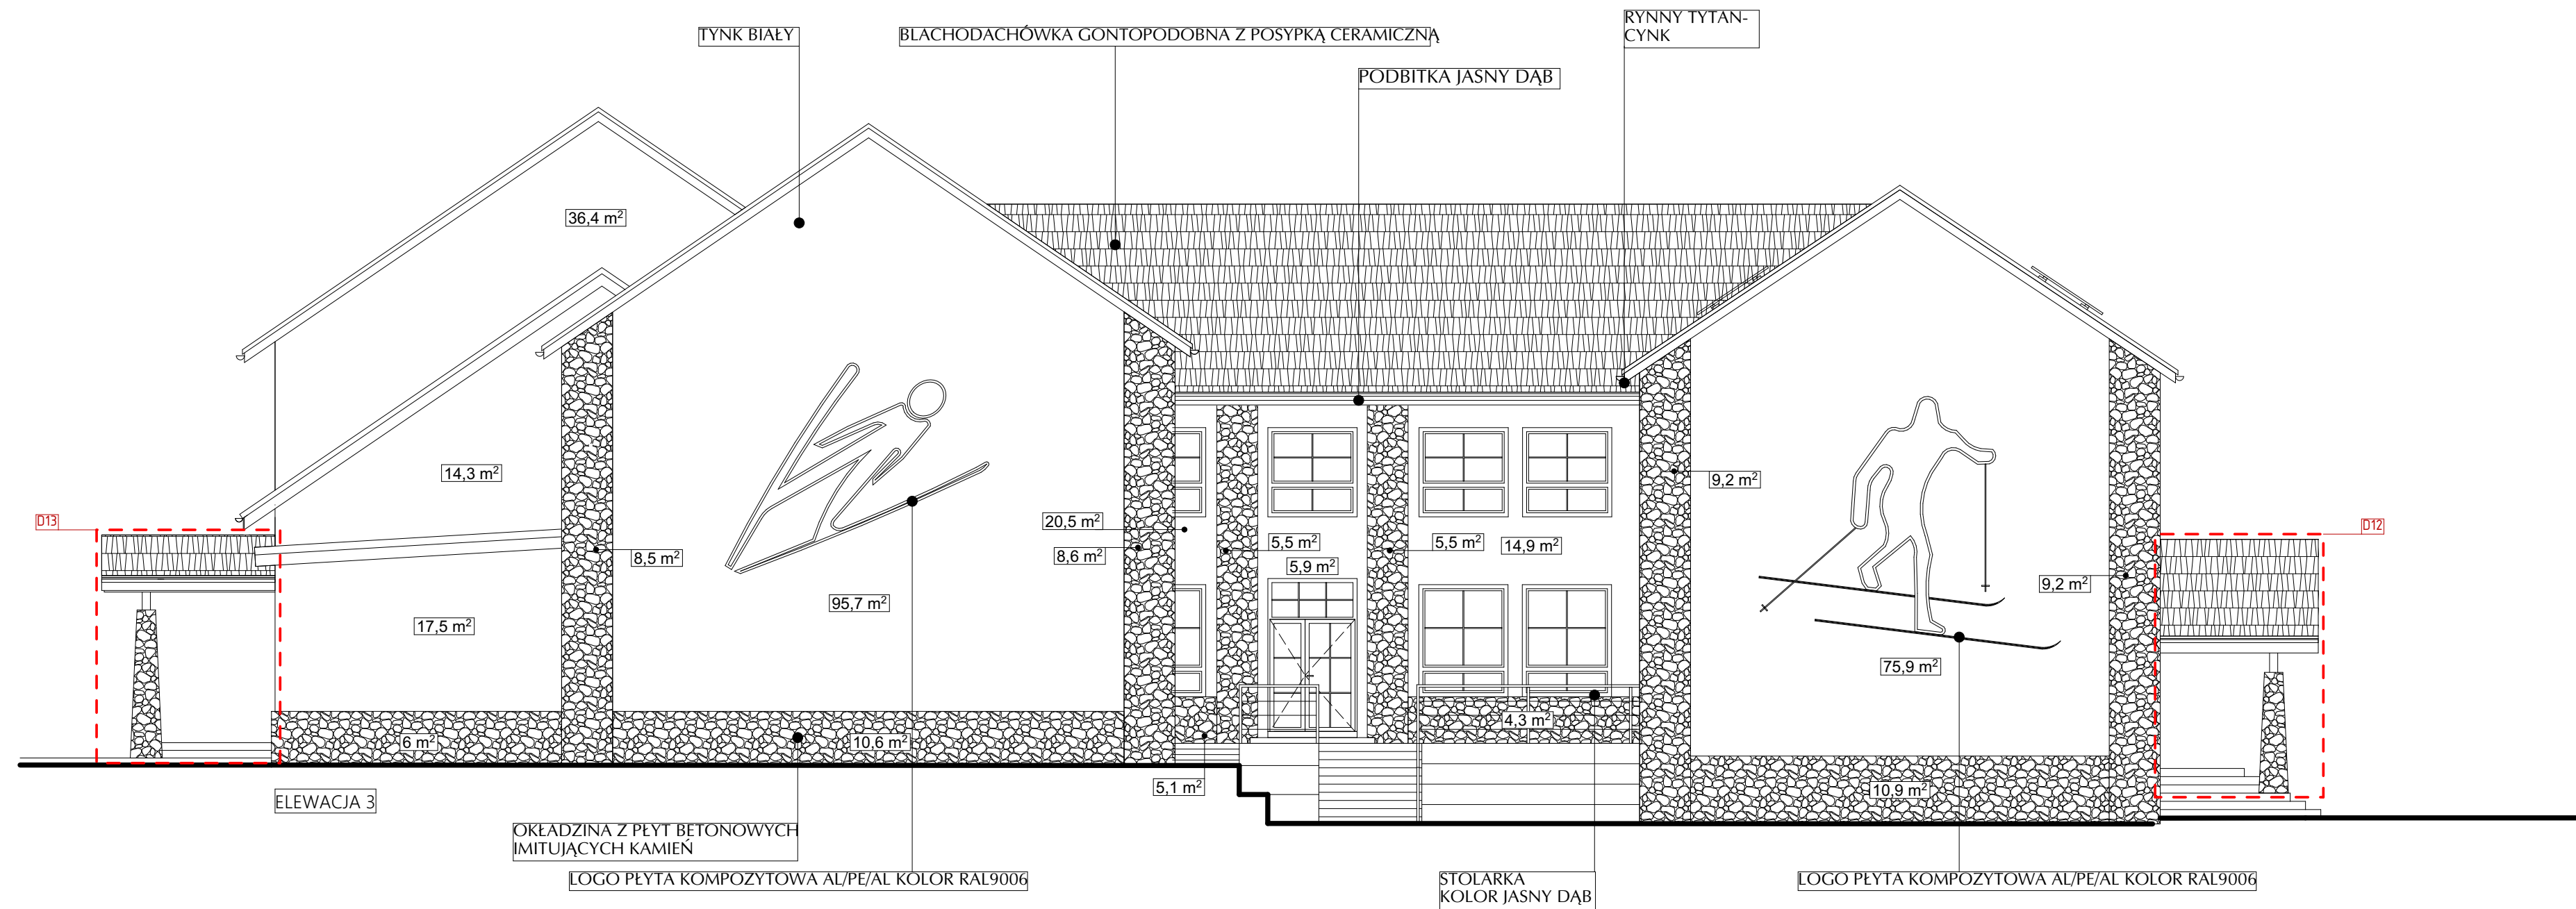 RYNNY TYTAN-
CYNK
TYNK BIAŁY
BLACHODACHÓWKA GONTOPODOBNA Z POSYPKĄ CERAMICZNĄ
PODBITKA JASNY DĄB
36,4 m²
14,3 m²
9,2 m²
D13
20,5 m²
D12
5,5 m²
5,5 m²
14,9 m²
8,5 m²
8,6 m²
5,9 m²
9,2 m²
95,7 m²
17,5 m²
75,9 m²
4,3 m²
6 m²
10,6 m²
5,1 m²
10,9 m²
ELEWACJA 3
OKŁADZINA Z PŁYT BETONOWYCH
IMITUJĄCYCH KAMIEŃ
LOGO PŁYTA KOMPOZYTOWA AL/PE/AL KOLOR RAL9006
STOLARKA
KOLOR JASNY DĄB
LOGO PŁYTA KOMPOZYTOWA AL/PE/AL KOLOR RAL9006